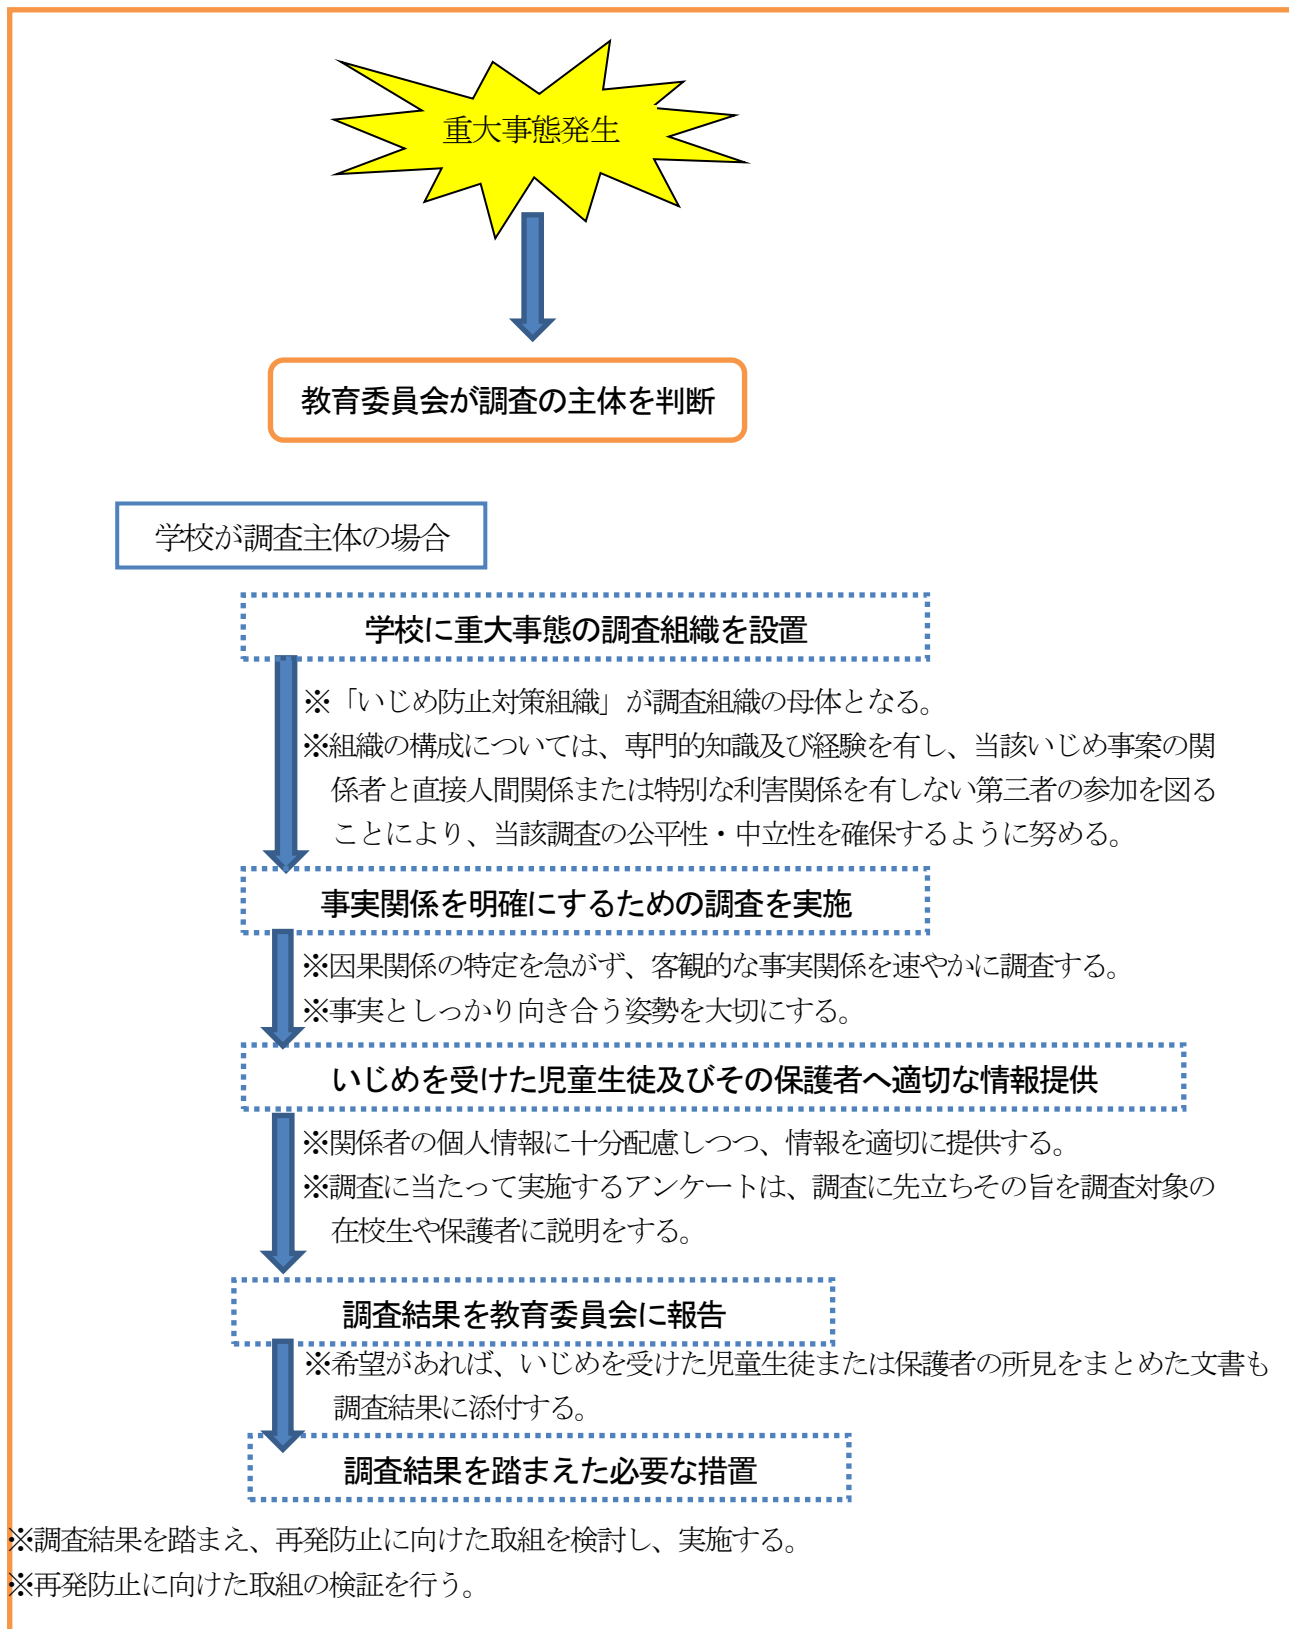 重大事態発生
教育委員会が調査の主体を判断
学校が調査主体の場合
学校に重大事態の調査組織を設置
※「いじめ防止対策組織」が調査組織の母体となる。
※組織の構成については、専門的知識及び経験を有し、当該いじめ事案の関
係者と直接人間関係または特別な利害関係を有しない第三者の参加を図る
ことにより、当該調査の公平性・中立性を確保するように努める。
事実関係を明確にするための調査を実施
※因果関係の特定を急がず、客観的な事実関係を速やかに調査する。
※事実としっかり向き合う姿勢を大切にする。
いじめを受けた児童生徒及びその保護者へ適切な情報提供
※関係者の個人情報に十分配慮しつつ、情報を適切に提供する。
※調査に当たって実施するアンケートは、調査に先立ちその旨を調査対象の
在校生や保護者に説明をする。
調査結果を教育委員会に報告
※希望があれば、いじめを受けた児童生徒または保護者の所見をまとめた文書も
調査結果に添付する。
調査結果を踏まえた必要な措置
※調査結果を踏まえ、再発防止に向けた取組を検討し、実施する。
※再発防止に向けた取組の検証を行う。